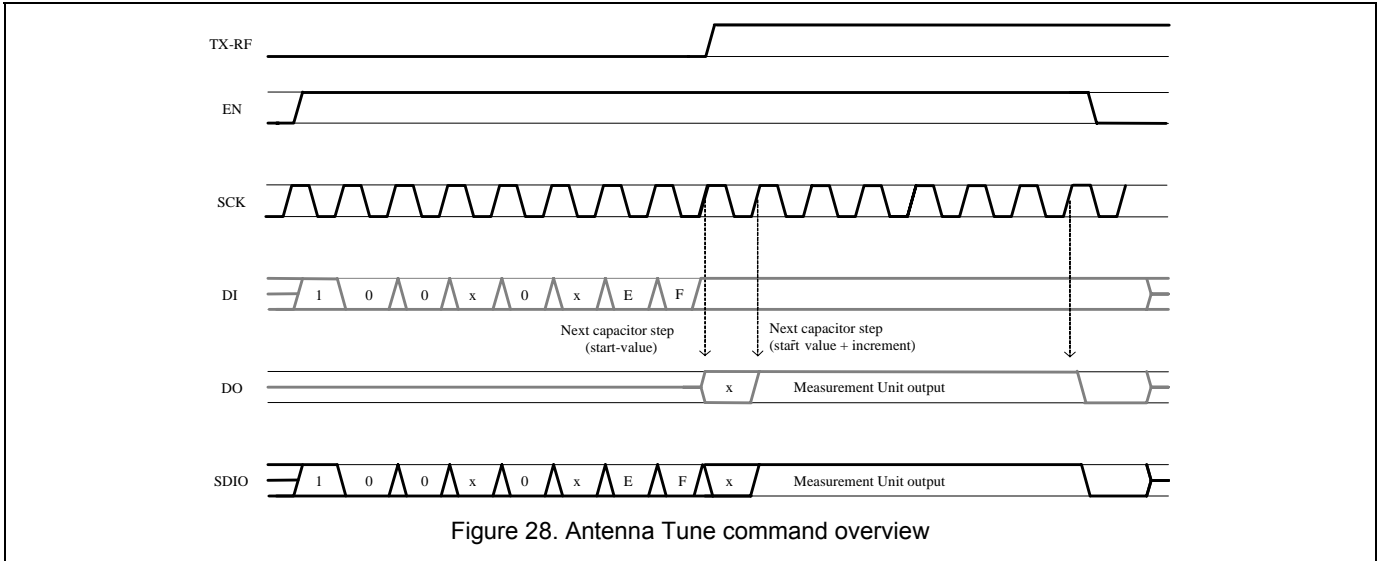 TX-RF
EN
SCK
DI 1 0 0 x 0 x E F
Next capacitor step
(start-value)
Next capacitor step
(start value + increment)
DO x Measurement Unit output
SDIO 1 0 0 x 0 x E F x Measurement Unit output
Figure 28. Antenna Tune command overview